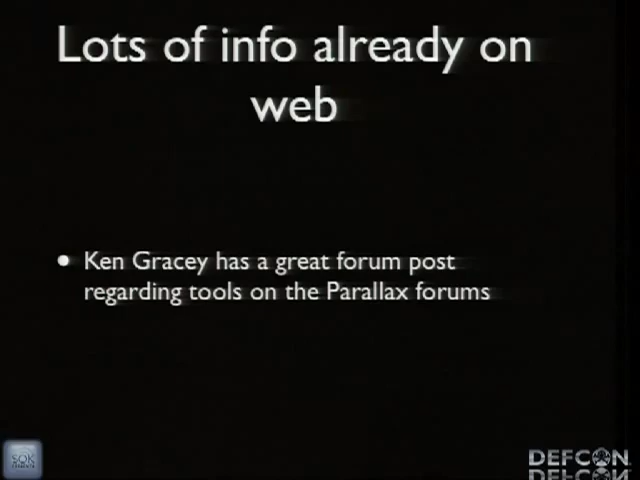 Lots of info already on
web
• Ken Gracey has a great forum post
regarding tools on the Parallax forums
SOK
DEFCON